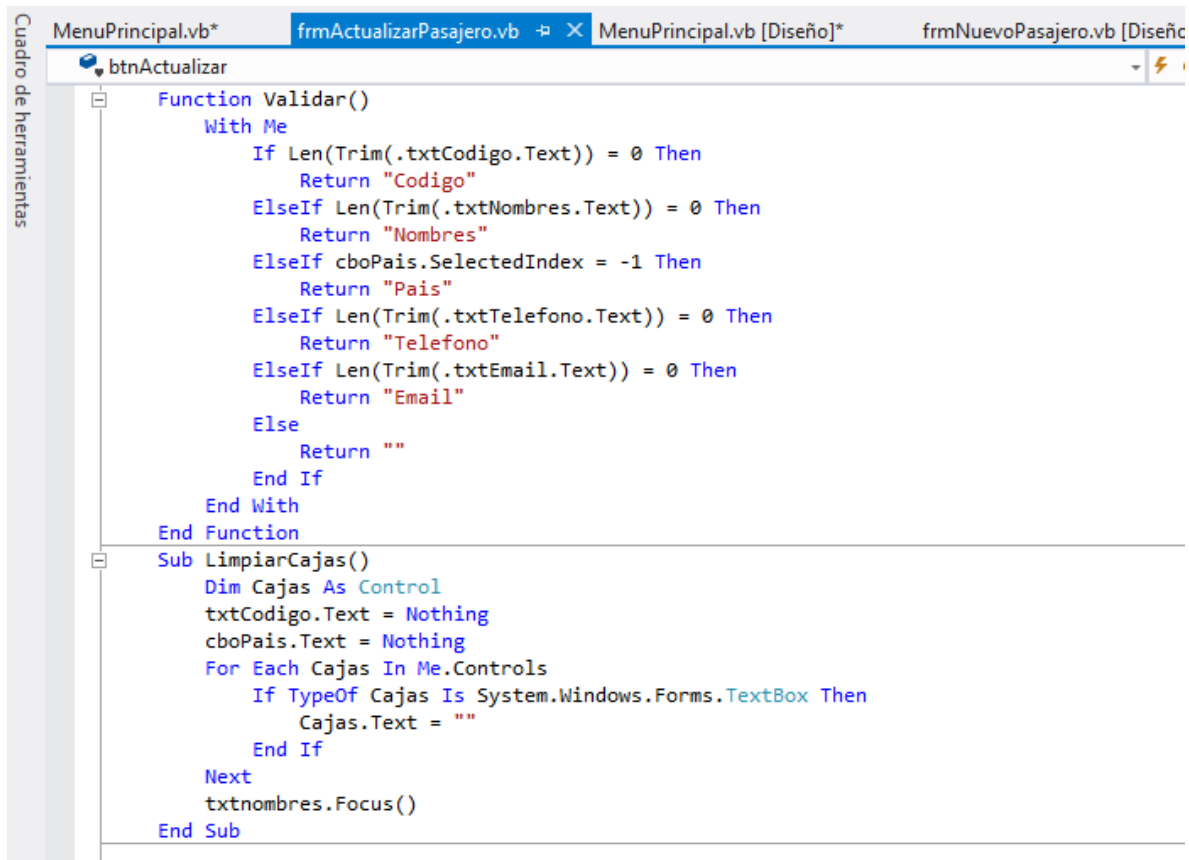 Cuadro de herramientas
MenuPrincipal.vb* frmActualizarPasajero.vb MenuPrincipal.vb [Diseño]* frmNuevoPasajero.vb [Diseño
btnActualizar
Function Validar()
With Me
If Len(Trim(.txtCodigo.Text)) = 0 Then
Return "Codigo"
ElseIf Len(Trim(.txtNombres.Text)) = 0 Then
Return "Nombres"
ElseIf cboPais.SelectedIndex = -1 Then
Return "Pais"
ElseIf Len(Trim(.txtTelefono.Text)) = 0 Then
Return "Telefono"
ElseIf Len(Trim(.txtEmail.Text)) = 0 Then
Return "Email"
Else
Return ""
End If
End With
End Function
Sub LimpiarCajas()
Dim Cajas As Control
txtCodigo.Text = Nothing
cboPais.Text = Nothing
For Each Cajas In Me.Controls
If TypeOf Cajas Is System.Windows.Forms.TextBox Then
Cajas.Text = ""
End If
Next
txtnombres.Focus()
End Sub